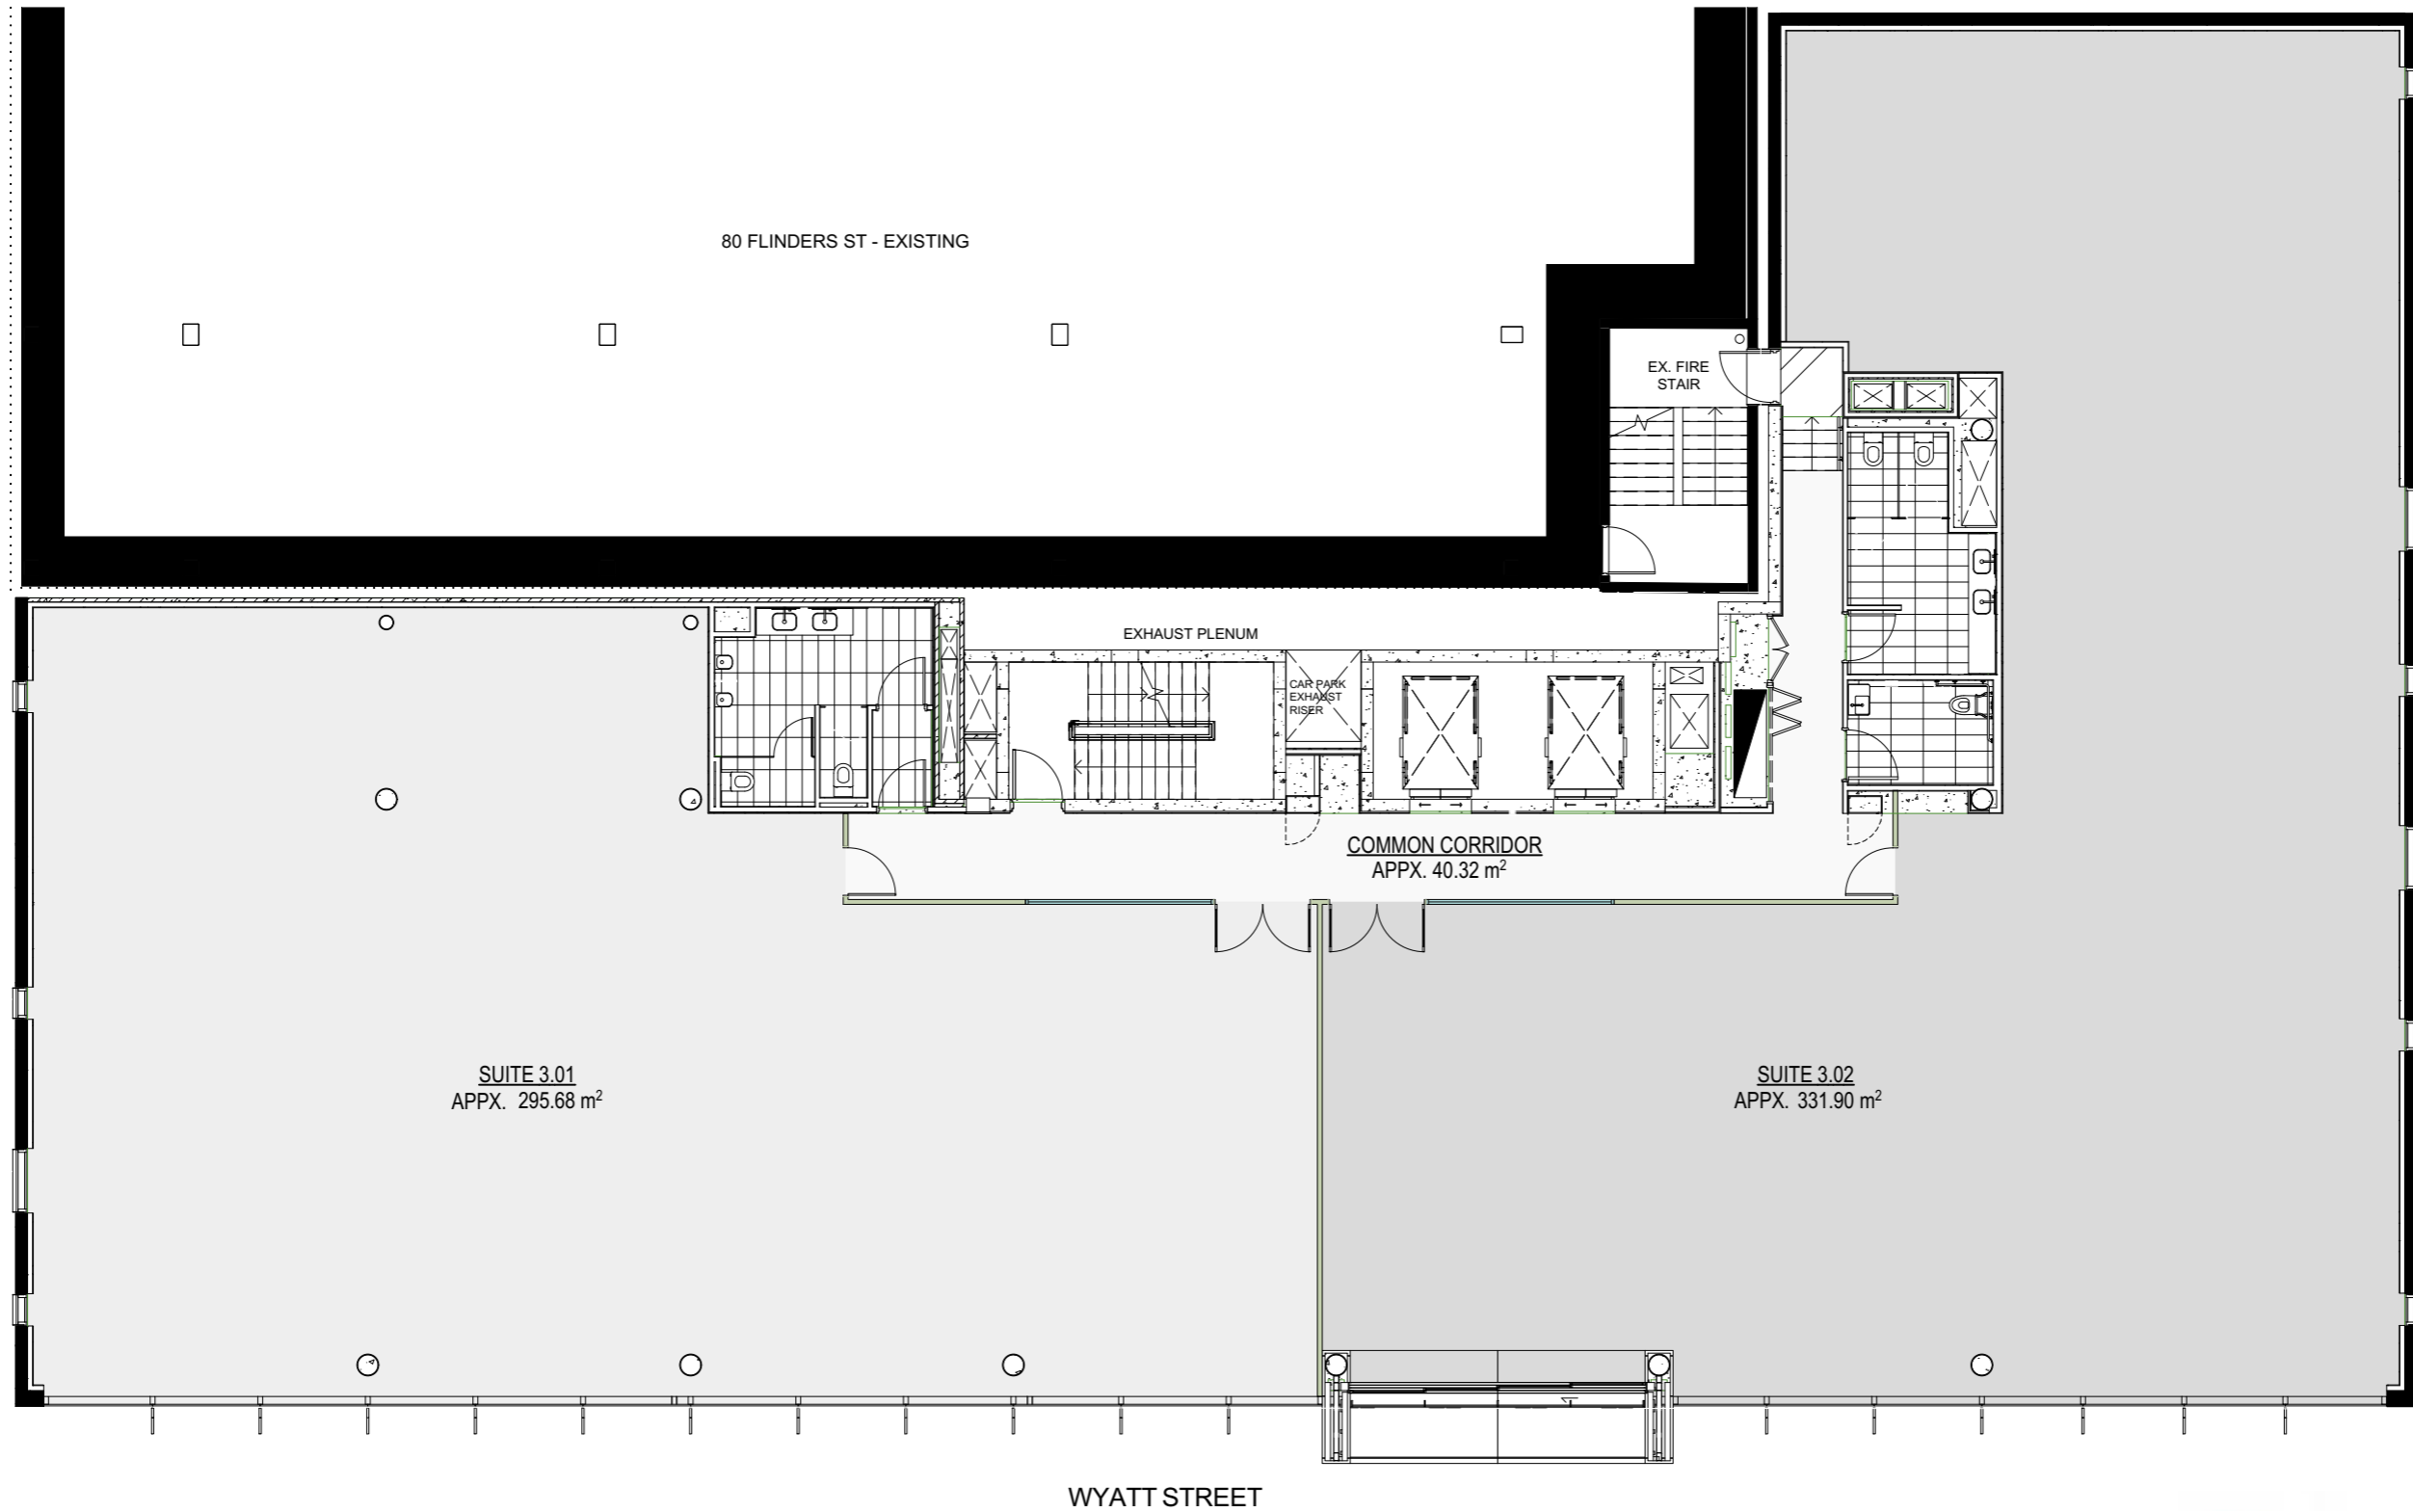 80 FLINDERS ST - EXISTING
EX. FIRE
STAIR
EXHAUST PLENUM
CAR PARK
EXHAUST
RISER
COMMON CORRIDOR
APPX. 40.32 m²
SUITE 3.01
APPX. 295.68 m²
SUITE 3.02
APPX. 331.90 m²
WYATT STREET